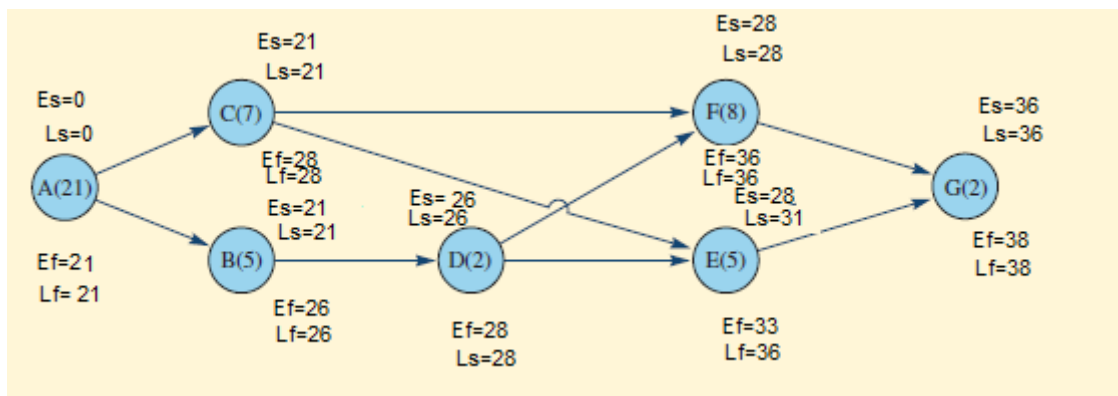 Es=0
Ls=0
A(21)
Ef=21
Lf= 21
Es=21
Ls=21
C(7)
Ef=28
Lf=28
Es=21
Ls=21
B(5)
Ef=26
Lf=26
Es= 26
Ls=26
D(2)
Ef=28
Ls=28
Es=28
Ls=28
F(8)
Ef=36
Lf=36
Es=28
Ls=31
E(5)
Ef=33
Lf=36
Es=36
Ls=36
G(2)
Ef=38
Lf=38